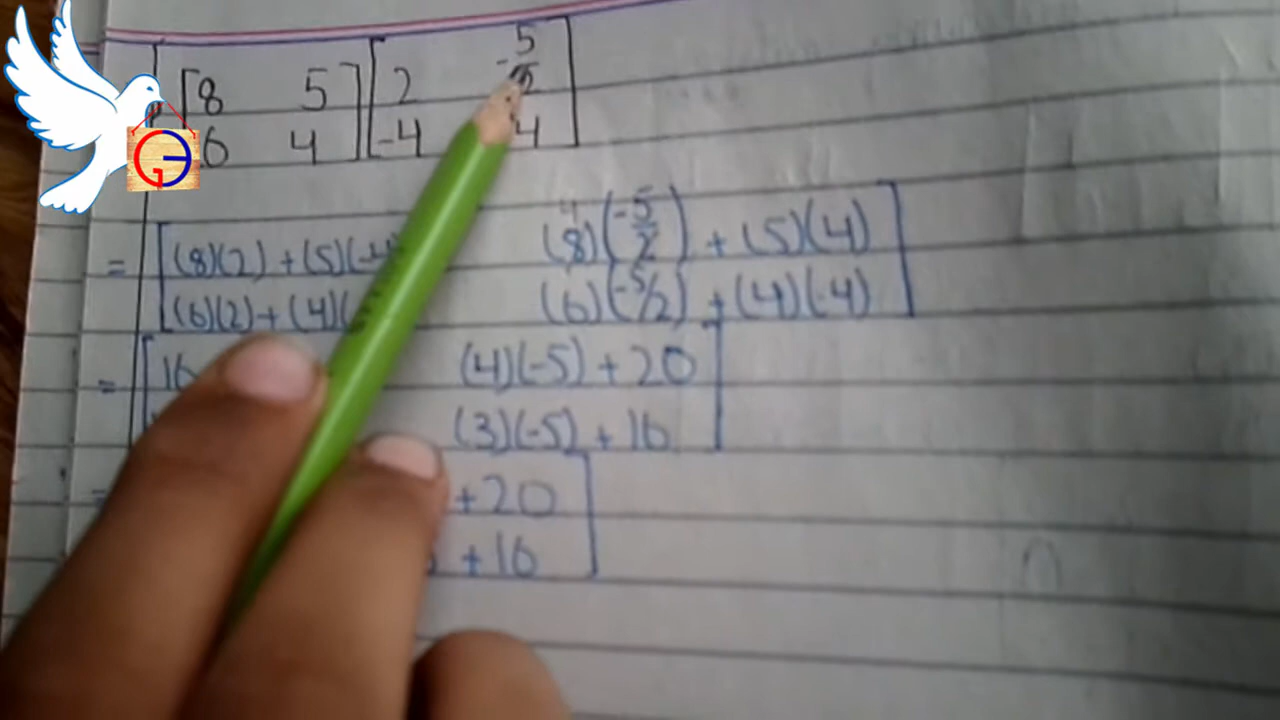 GE
[8 5] [2 -5/2]
[6 4] [-4 4]
= [(8)(2) + (5)(-4) (8)(-5/2) + (5)(4)]
[(6)(2) + (4)( (6)(-5/2) + (4)(-4)]
= [16 (4)(-5) + 20]
(3)(-5) + 16]
= +20]
+16]